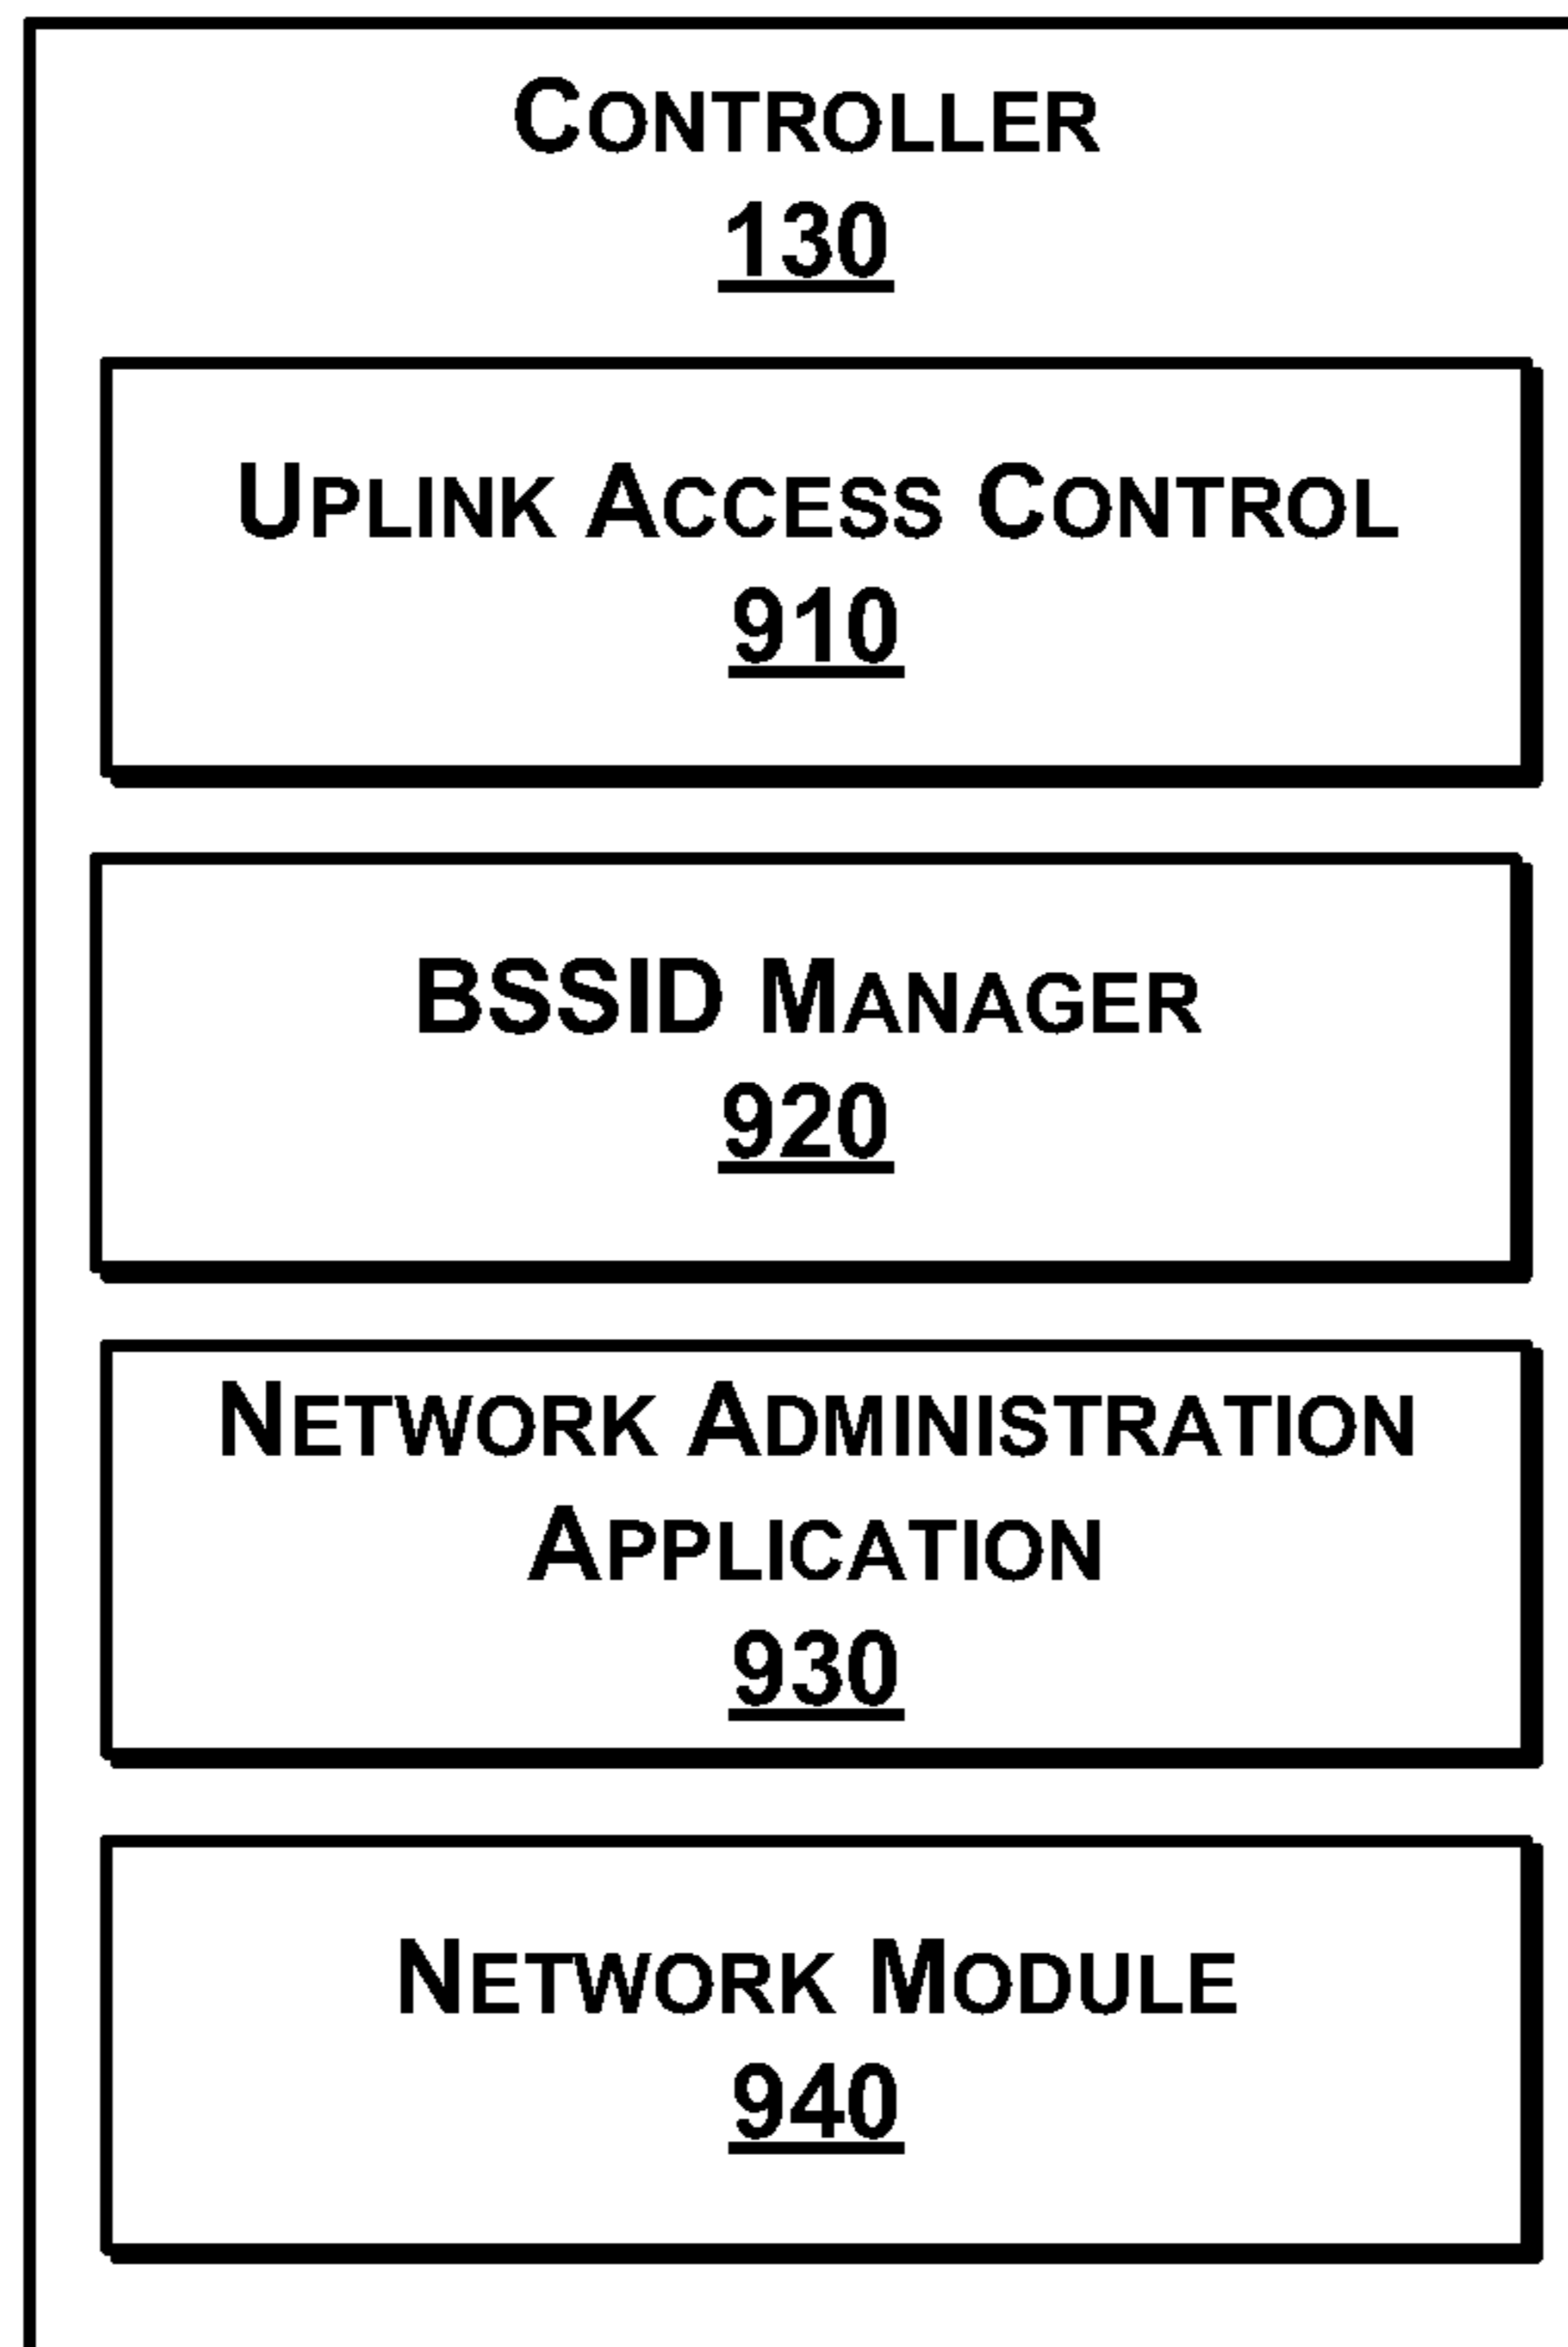 CONTROLLER
130
UPLINK ACCESS CONTROL
910
BSSID MANAGER
920
NETWORK ADMINISTRATION
APPLICATION
930
NETWORK MODULE
940